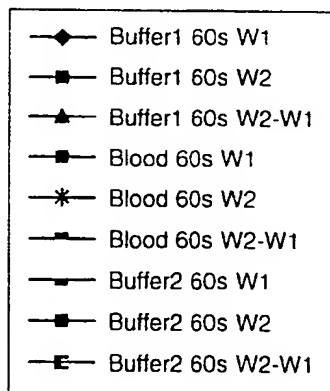 Buffer1 60s W1
Buffer1 60s W2
Buffer1 60s W2-W1
Blood 60s W1
Blood 60s W2
Blood 60s W2-W1
Buffer2 60s W1
Buffer2 60s W2
Buffer2 60s W2-W1